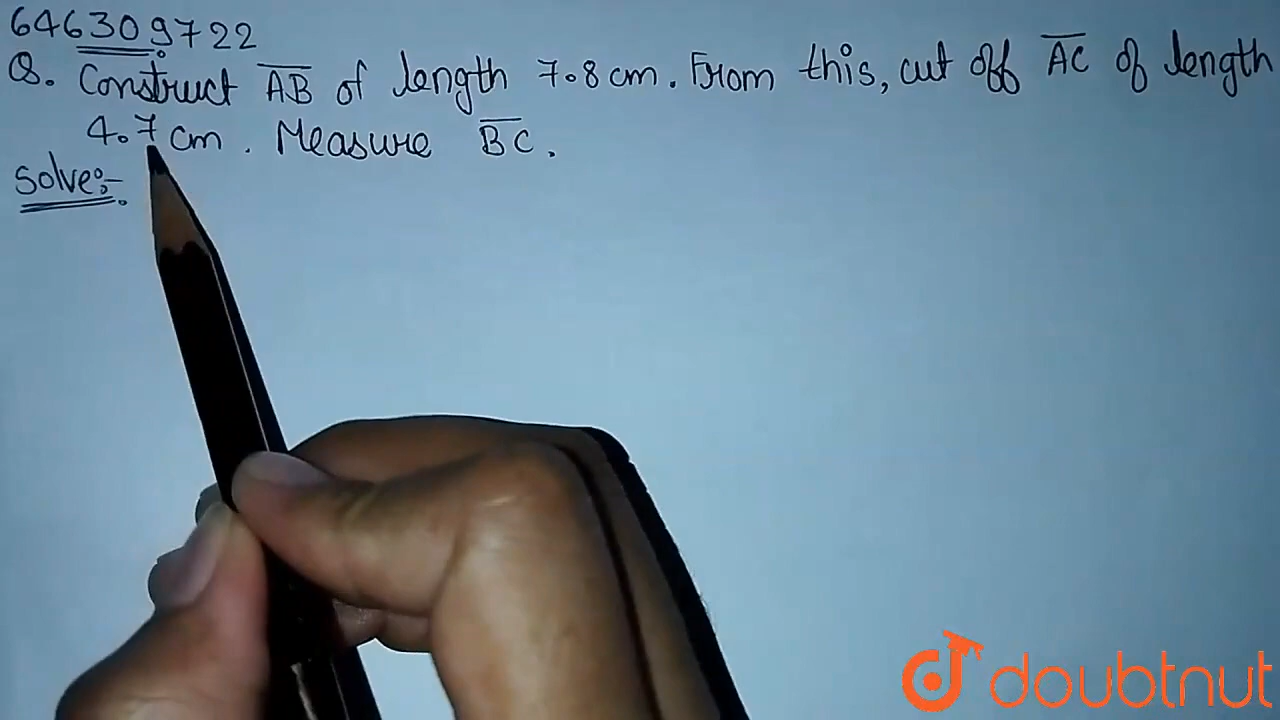 646309722
Q. Construct AB of length 7.8 cm. From this, cut off AC of length
4.7 cm. Measure BC.
Solve:-
doubtnut